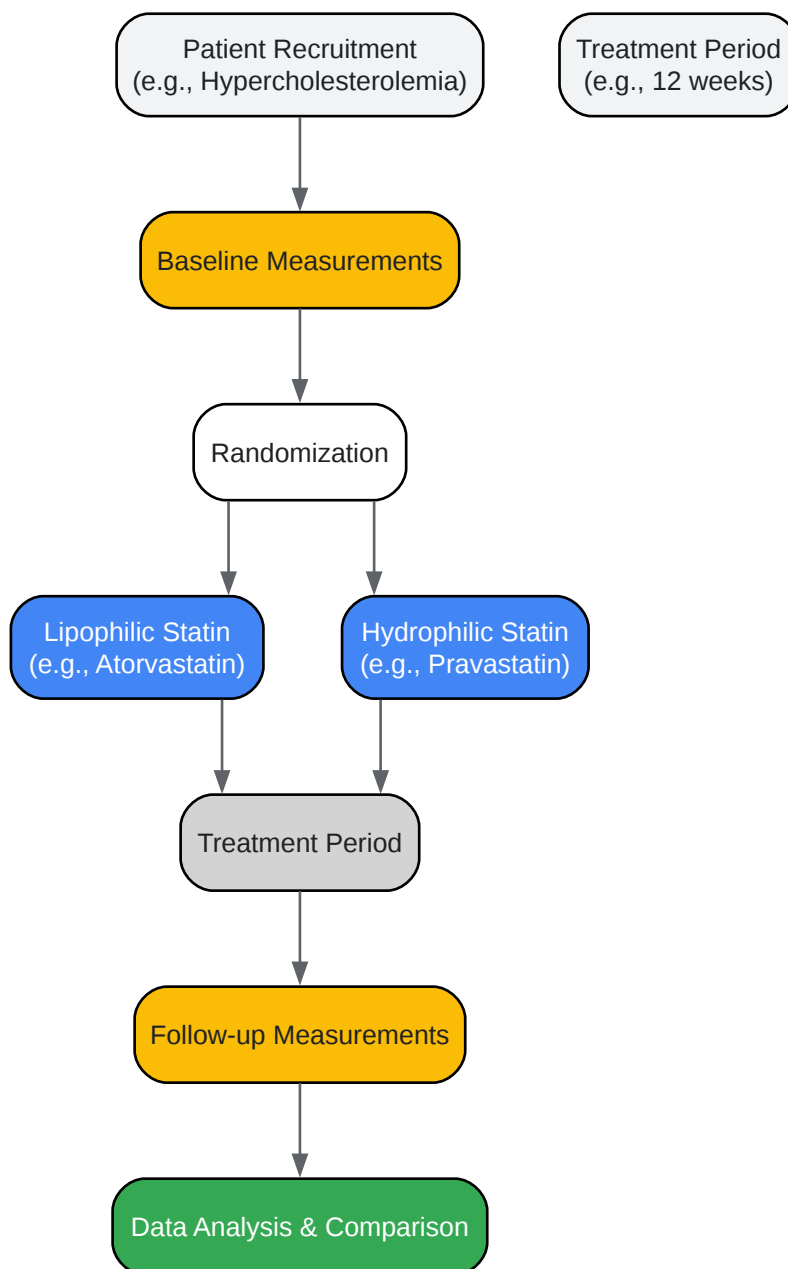 Patient Recruitment
(e.g., Hypercholesterolemia)
Treatment Period
(e.g., 12 weeks)
Baseline Measurements
Randomization
Lipophilic Statin
(e.g., Atorvastatin)
Hydrophilic Statin
(e.g., Pravastatin)
Treatment Period
Follow-up Measurements
Data Analysis & Comparison